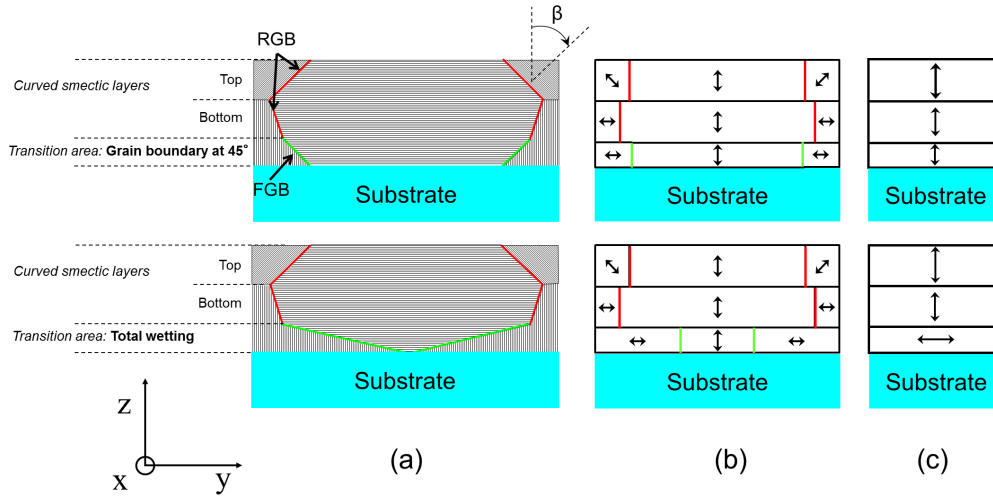 β
RGB
Curved smectic layers
Top
Bottom
Transition area: Grain boundary at 45°
FGB
Substrate
Substrate
Substrate
Curved smectic layers
Top
Bottom
Transition area: Total wetting
Substrate
Substrate
Substrate
z
x
y
(a)
(b)
(c)